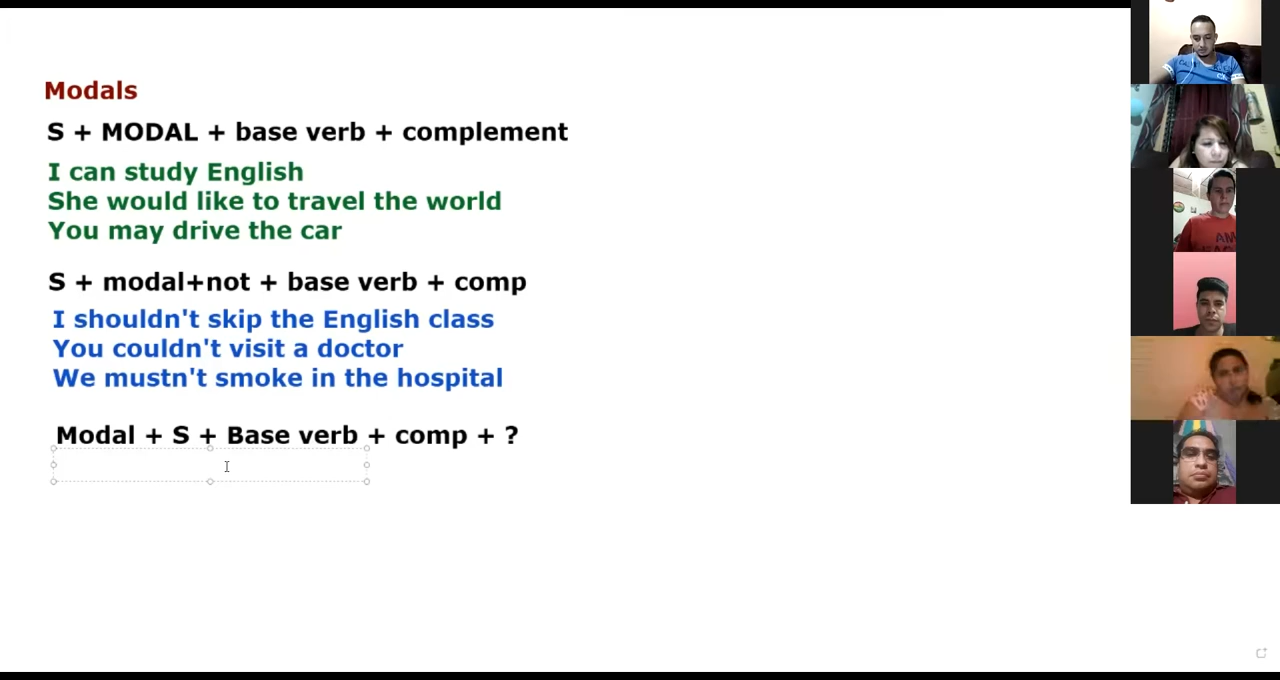 Modals
S + MODAL + base verb + complement
I can study English
She would like to travel the world
You may drive the car
S + modal+not + base verb + comp
I shouldn't skip the English class
You couldn't visit a doctor
We mustn't smoke in the hospital
Modal + S + Base verb + comp + ?